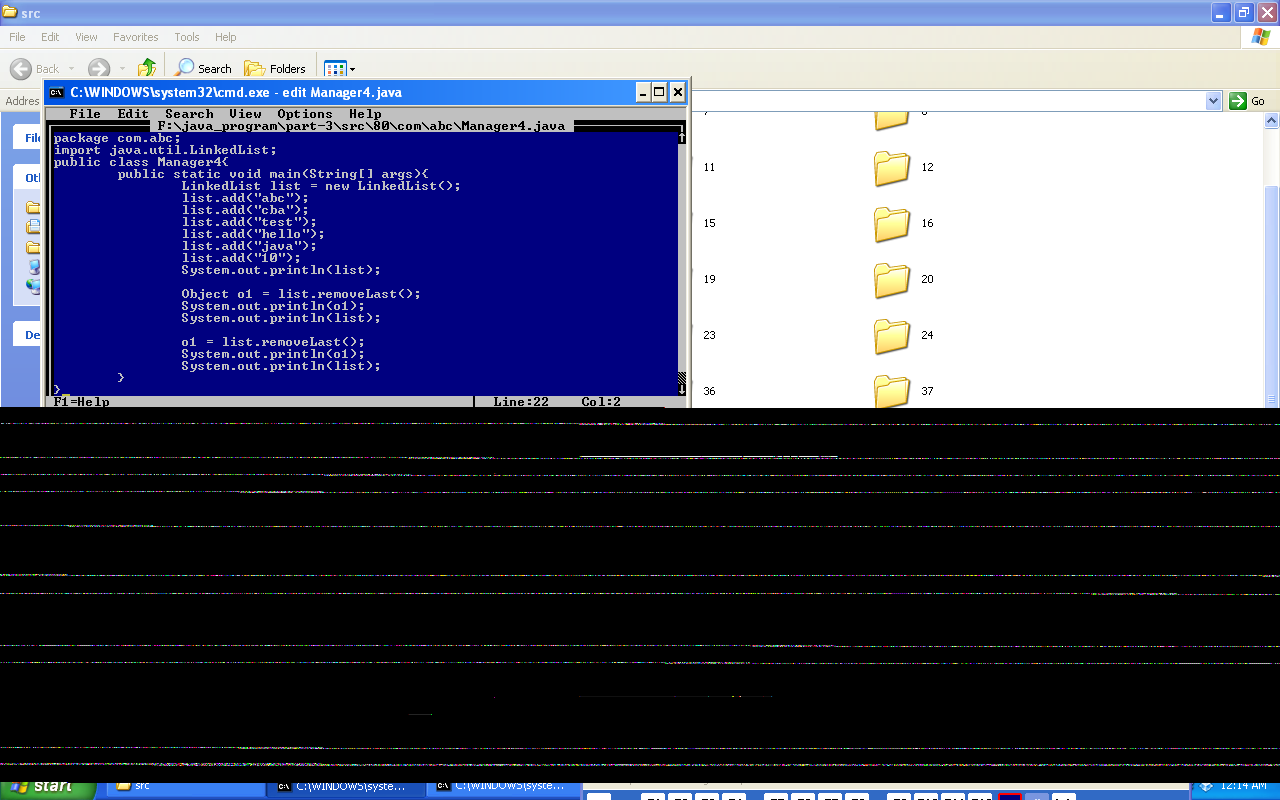 src
File Edit View Favorites Tools Help
Back Search Folders
Address Go
C:\WINDOWS\system32\cmd.exe - edit Manager4.java
File Edit Search View Options Help
F:\java_program\part-3\src\80\com\abc\Manager4.java
package com.abc;
import java.util.LinkedList;
public class Manager4{
public static void main(String[] args){
LinkedList list = new LinkedList();
list.add("abc");
list.add("cba");
list.add("test");
list.add("hello");
list.add("java");
list.add("10");
System.out.println(list);
Object o1 = list.removeLast();
System.out.println(o1);
System.out.println(list);
o1 = list.removeLast();
System.out.println(o1);
System.out.println(list);
}
}
F1=Help Line:22 Col:2
11 12
15 16
19 20
23 24
36 37
start src C:\WINDOWS\syste... C:\WINDOWS\syste... 12:14 AM